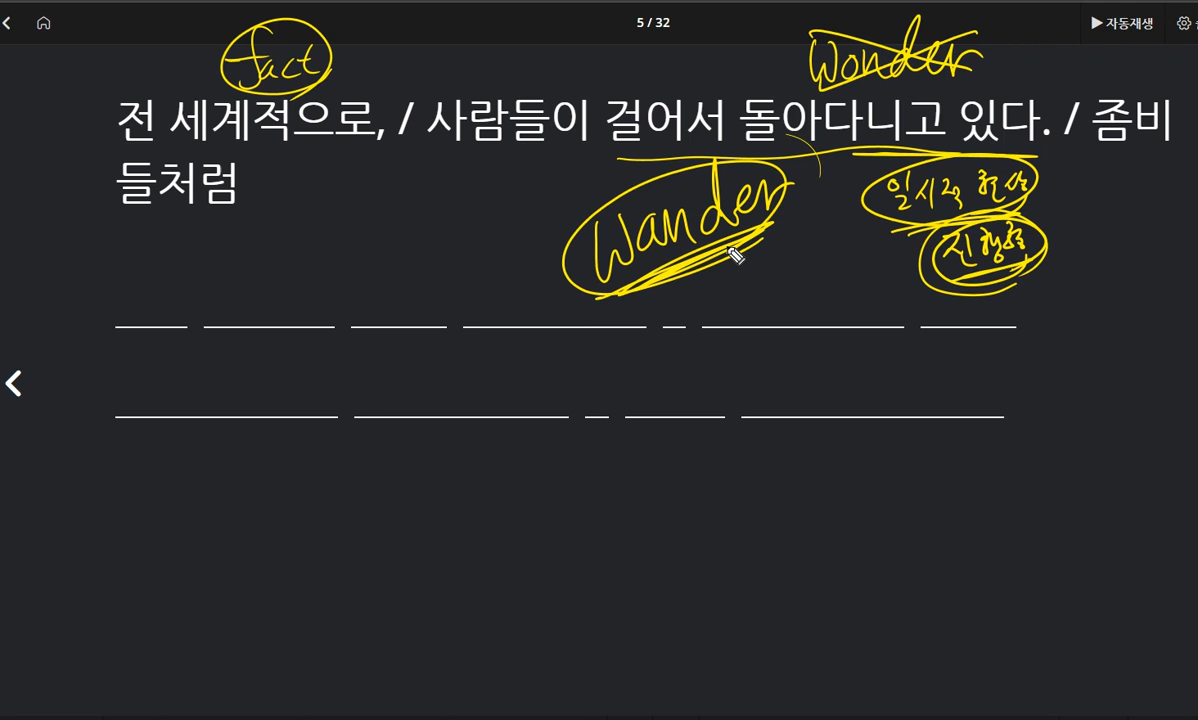 5 / 32
자동재생
fact
Wonder
전 세계적으로, / 사람들이 걸어서 돌아다니고 있다. / 좀비
들처럼
Wander
일시적 현상
진행형